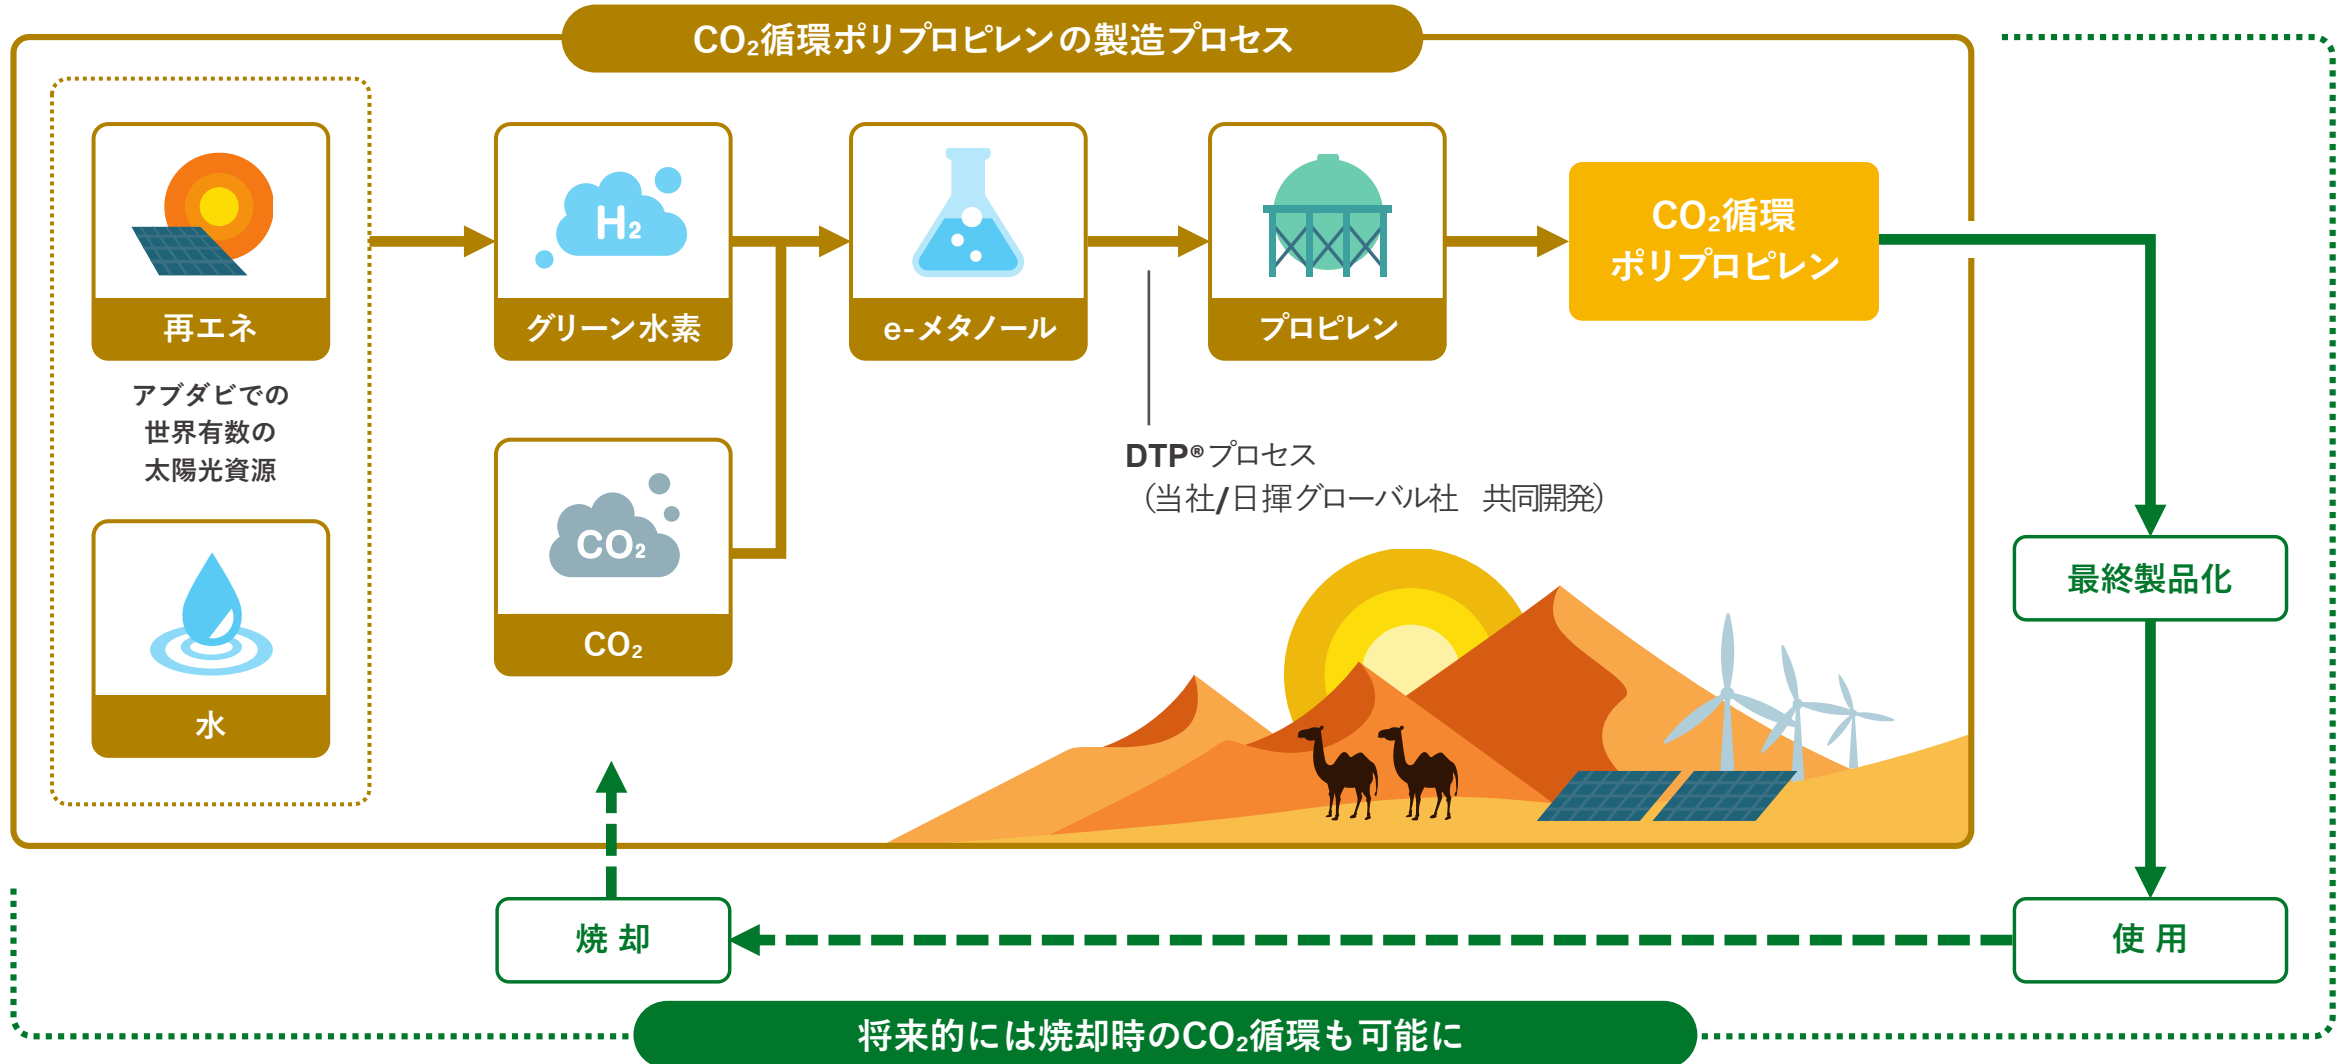 CO₂循環ポリプロピレンの製造プロセス
再エネ
アブダビでの
世界有数の
太陽光資源
水
H₂
グリーン水素
CO₂
CO₂
e-メタノール
DTP®プロセス
（当社/日揮グローバル社　共同開発）
プロピレン
CO₂循環
ポリプロピレン
最終製品化
使 用
焼 却
将来的には焼却時のCO₂循環も可能に